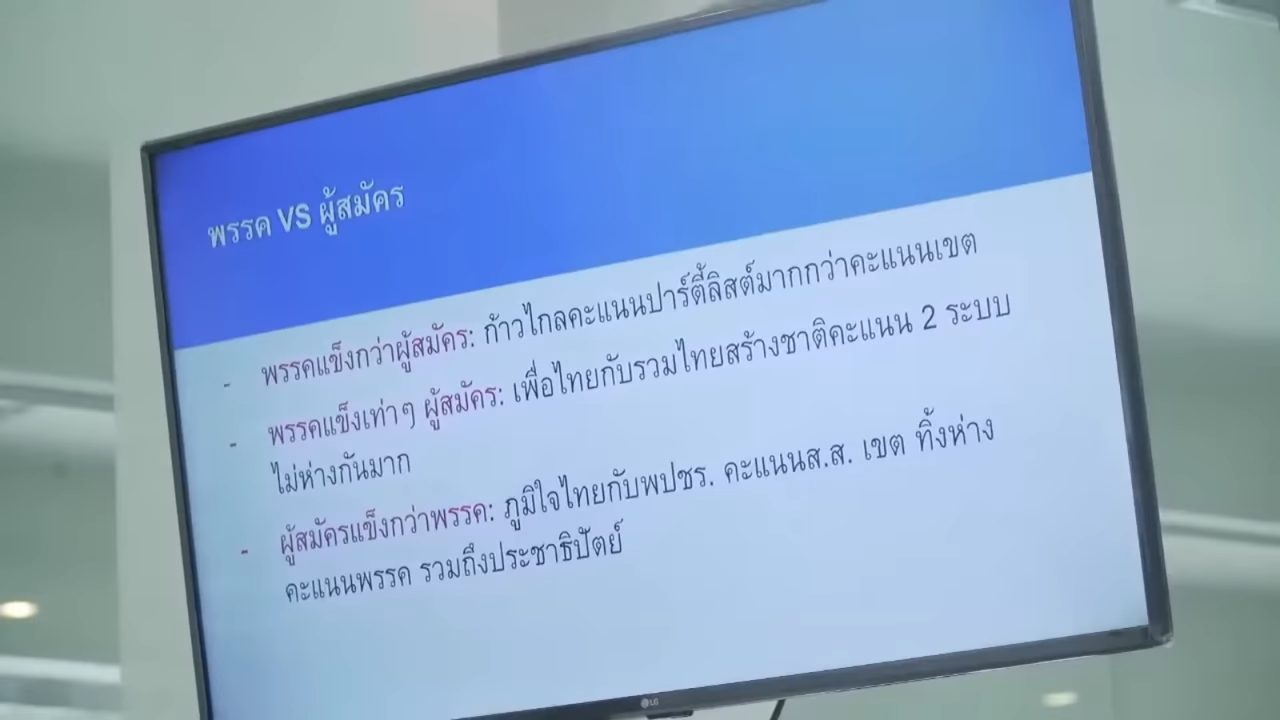 พรรค VS ผู้สมัคร
- พรรคแข็งกว่าผู้สมัคร: ก้าวไกลคะแนนปาร์ตี้ลิสต์มากกว่าคะแนนเขต
- พรรคแข็งเท่าๆ ผู้สมัคร: เพื่อไทยกับรวมไทยสร้างชาติคะแนน 2 ระบบ
ไม่ห่างกันมาก
- ผู้สมัครแข็งกว่าพรรค: ภูมิใจไทยกับพปชร. คะแนนส.ส. เขต ทิ้งห่าง
คะแนนพรรค รวมถึงประชาธิปัตย์
LG